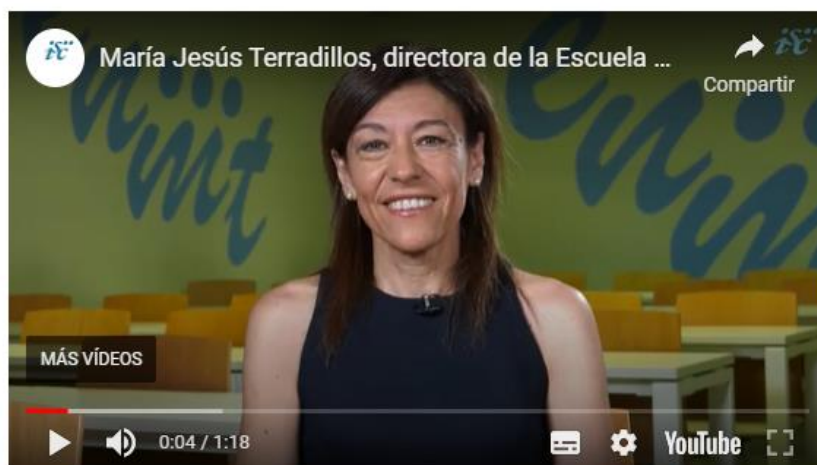 María Jesús Terradillos, directora de la Escuela ...
Compartir
MÁS VÍDEOS
0:04 / 1:18
YouTube